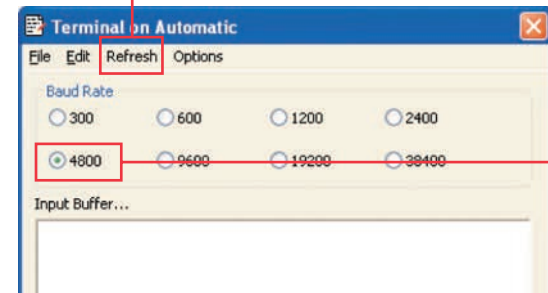 Terminal on Automatic
File Edit Refresh Options
Baud Rate
300 600 1200 2400
4800 9600 19200 38400
Input Buffer...